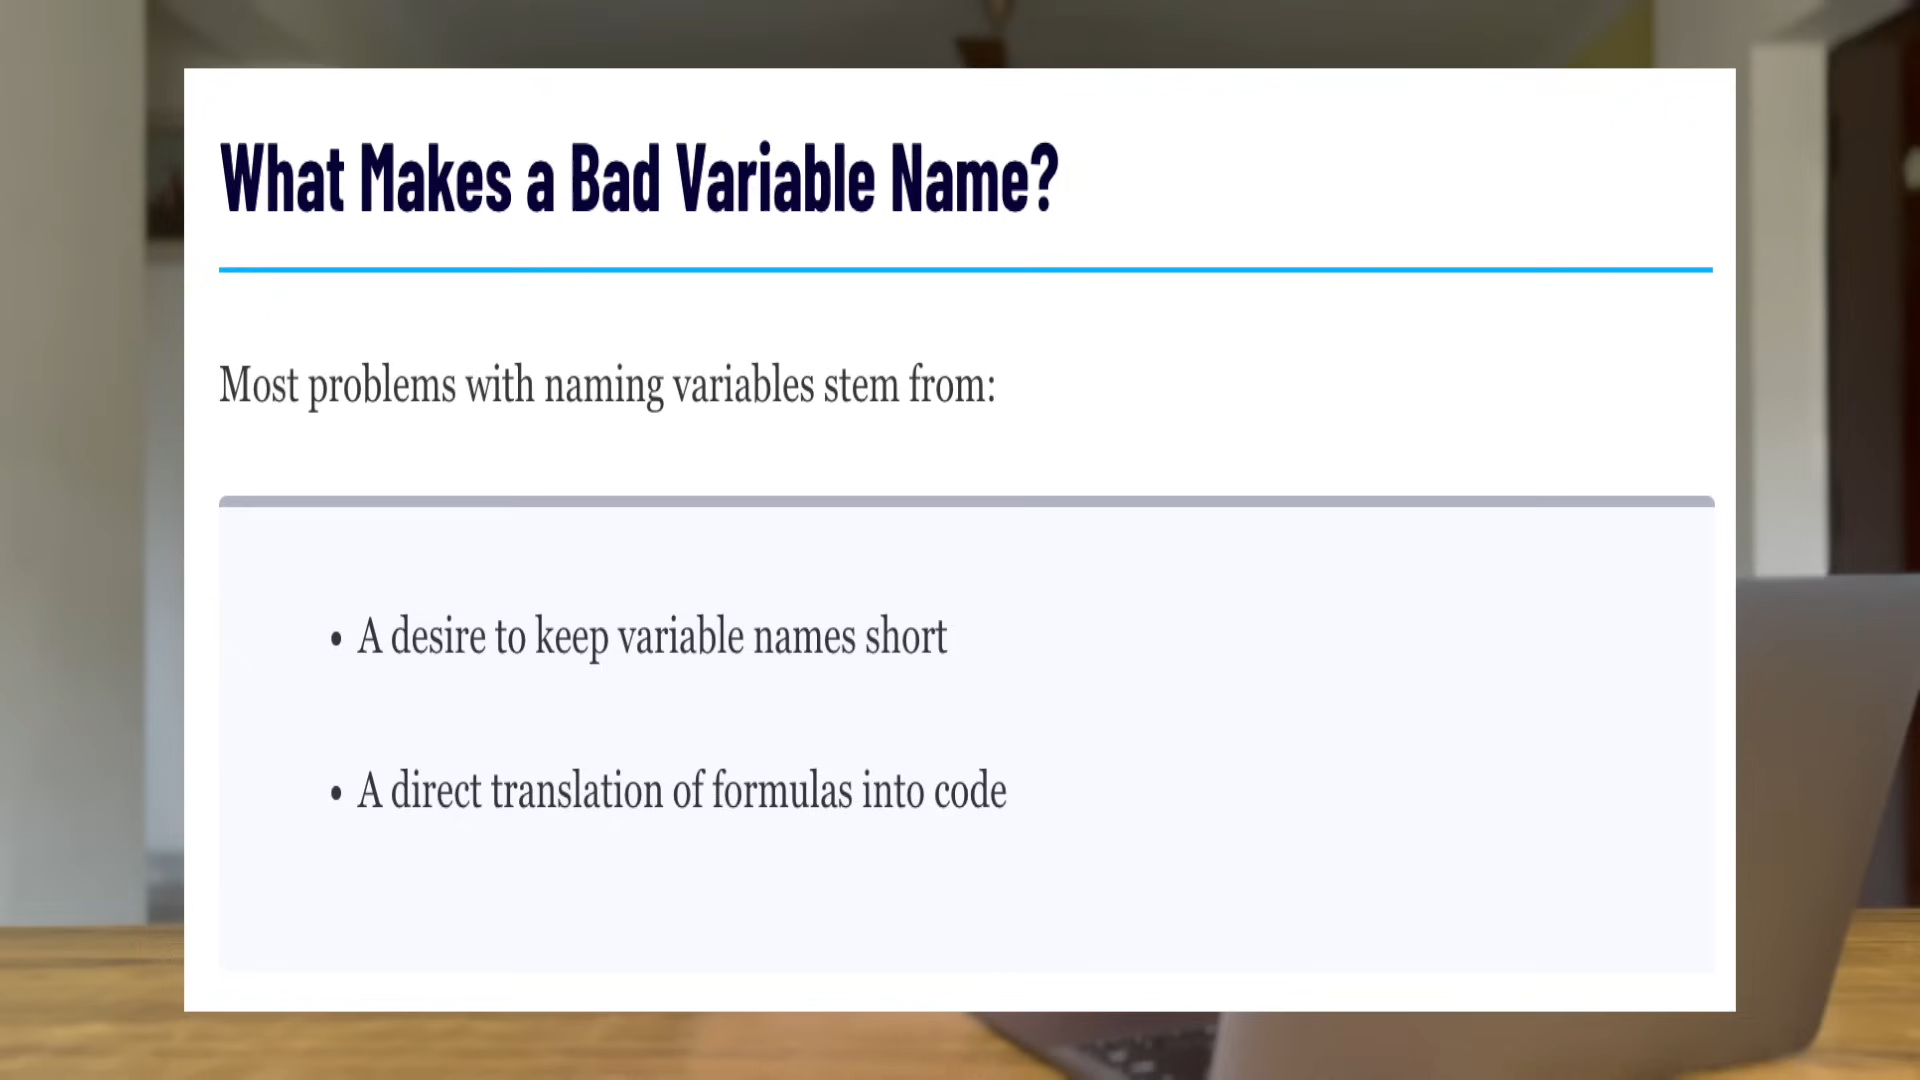 What Makes a Bad Variable Name?
Most problems with naming variables stem from:
• A desire to keep variable names short
• A direct translation of formulas into code